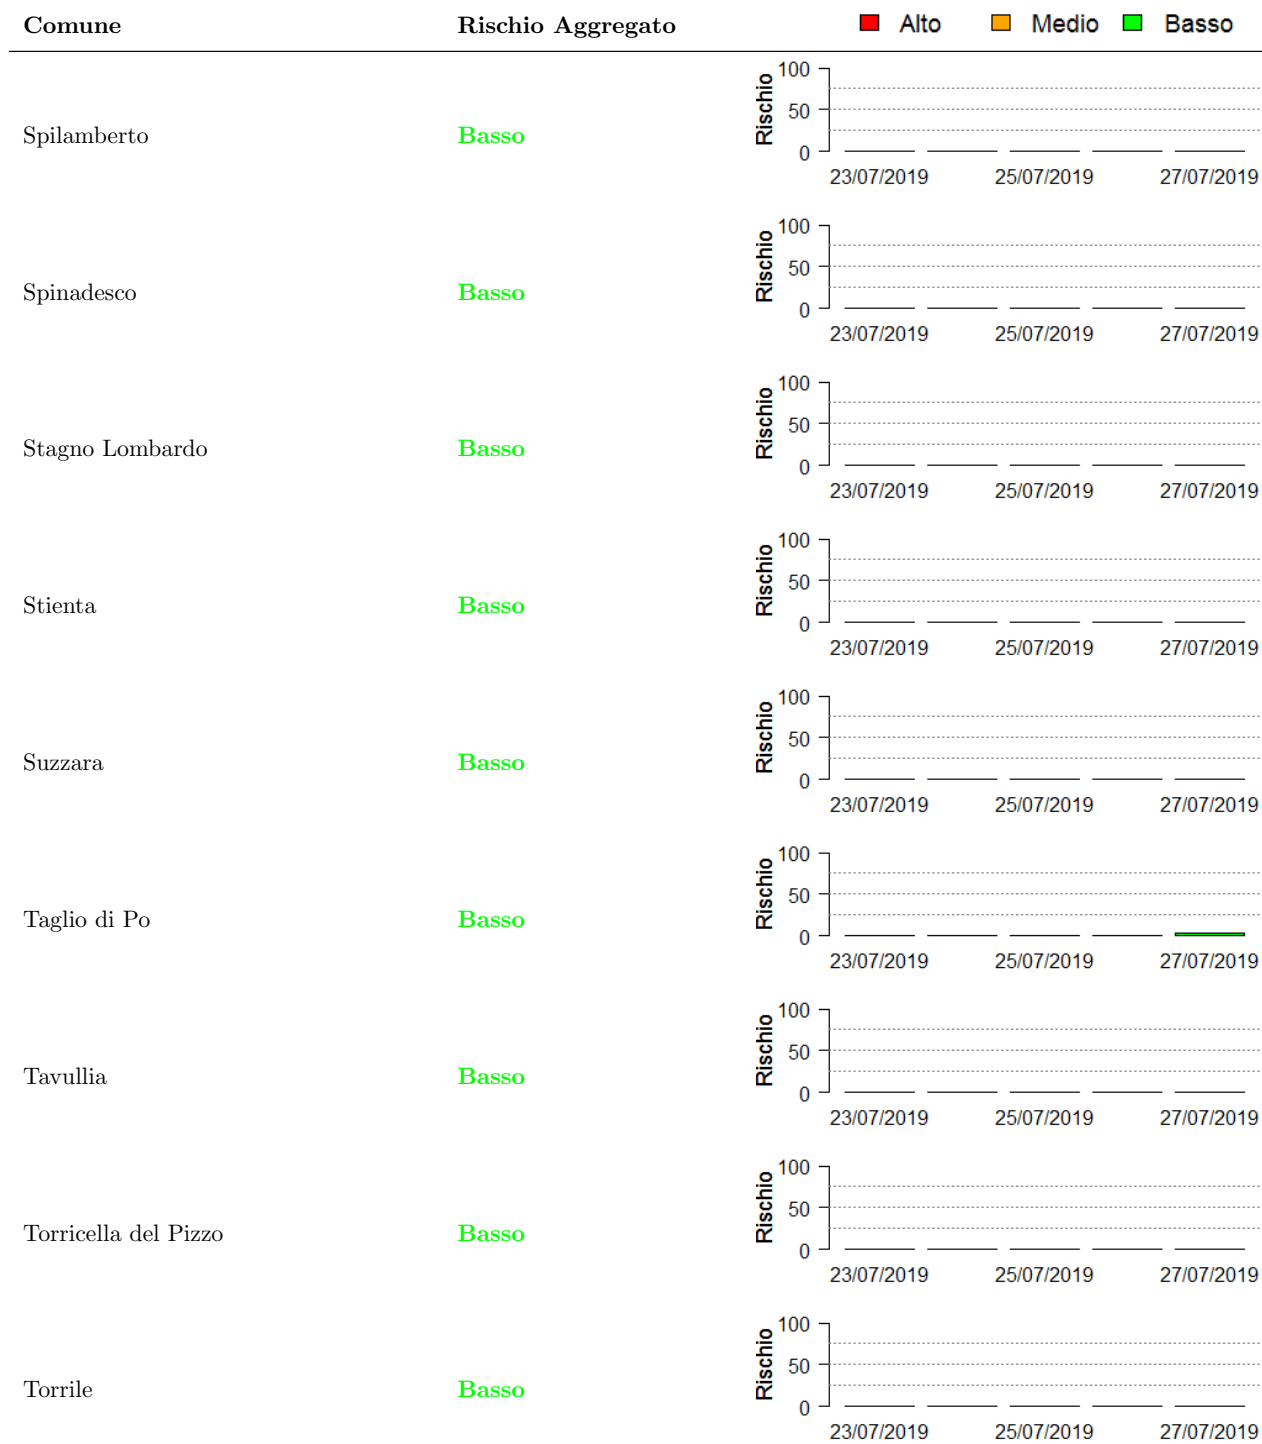 Comune Rischio Aggregato Alto Medio Basso
Spilamberto
Basso
Rischio
100
50
0
23/07/2019 25/07/2019 27/07/2019
Spinadesco
Basso
Rischio
100
50
0
23/07/2019 25/07/2019 27/07/2019
Stagno Lombardo
Basso
Rischio
100
50
0
23/07/2019 25/07/2019 27/07/2019
Stienta
Basso
Rischio
100
50
0
23/07/2019 25/07/2019 27/07/2019
Suzzara
Basso
Rischio
100
50
0
23/07/2019 25/07/2019 27/07/2019
Taglio di Po
Basso
Rischio
100
50
0
23/07/2019 25/07/2019 27/07/2019
Tavullia
Basso
Rischio
100
50
0
23/07/2019 25/07/2019 27/07/2019
Torricella del Pizzo
Basso
Rischio
100
50
0
23/07/2019 25/07/2019 27/07/2019
Torrile
Basso
Rischio
100
50
0
23/07/2019 25/07/2019 27/07/2019